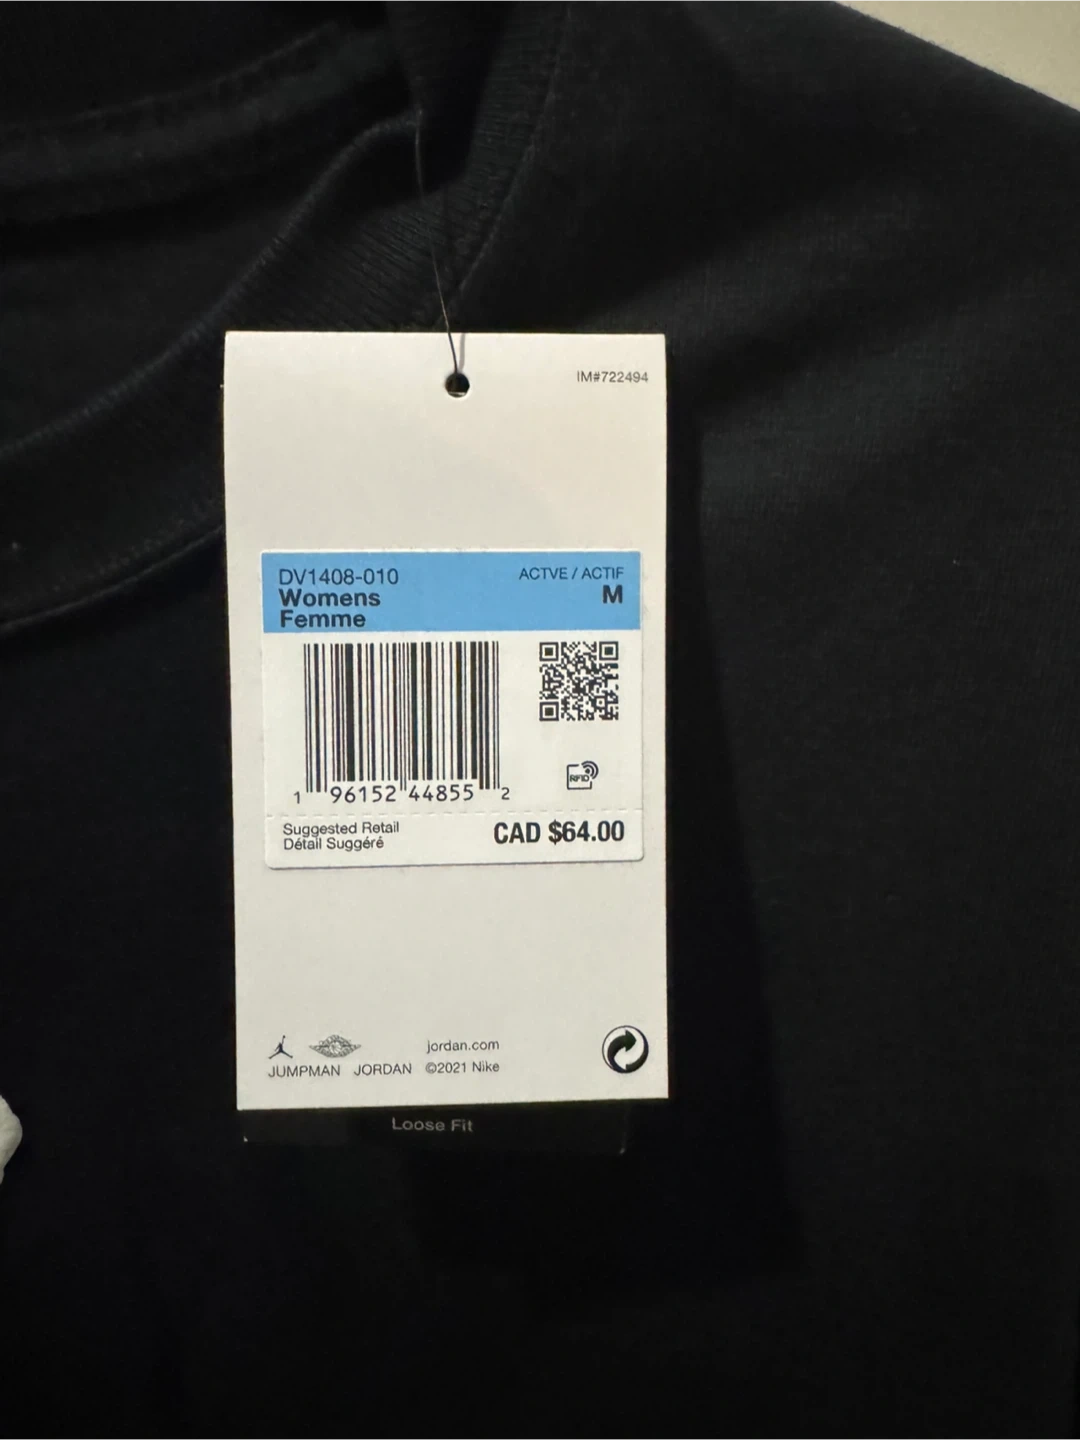 IM#722494
DV1408-010
ACTVE / ACTIF
Womens
M
Femme
RFID
1 96152 44855 2
Suggested Retail
Détail Suggéré
CAD $64.00
jordan.com
JUMPMAN JORDAN ©2021 Nike
Loose Fit